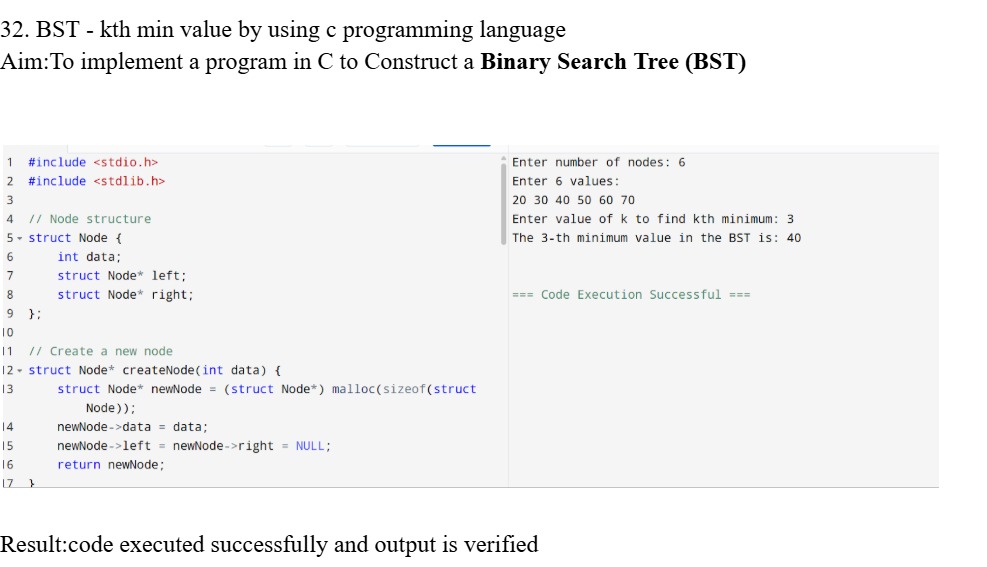 32. BST - kth min value by using c programming language
Aim:To implement a program in C to Construct a Binary Search Tree (BST)
1 #include <stdio.h>
2 #include <stdlib.h>
3
4 // Node structure
5 struct Node {
6 int data;
7 struct Node* left;
8 struct Node* right;
9 };
10
11 // Create a new node
12 struct Node* createNode(int data) {
13 struct Node* newNode = (struct Node*) malloc(sizeof(struct
Node));
14 newNode->data = data;
15 newNode->left = newNode->right = NULL;
16 return newNode;
17 }
Enter number of nodes: 6
Enter 6 values:
20 30 40 50 60 70
Enter value of k to find kth minimum: 3
The 3-th minimum value in the BST is: 40
=== Code Execution Successful ===
Result:code executed successfully and output is verified